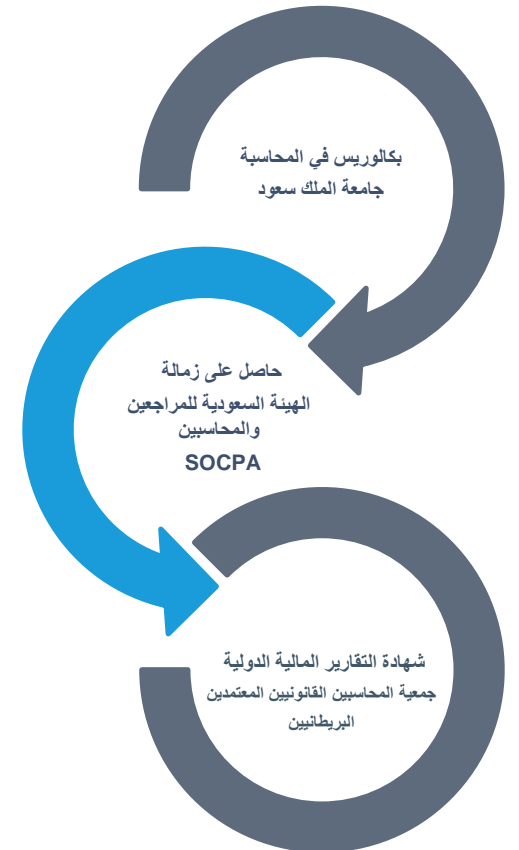 بكالوريس في المحاسبة
جامعة الملك سعود
حاصل على زمالة
الهيئة السعودية للمراجعين
والمحاسبين
SOCPA
شهادة التقارير المالية الدولية
جمعية المحاسبين القانونيين المعتمدين
البريطانيين